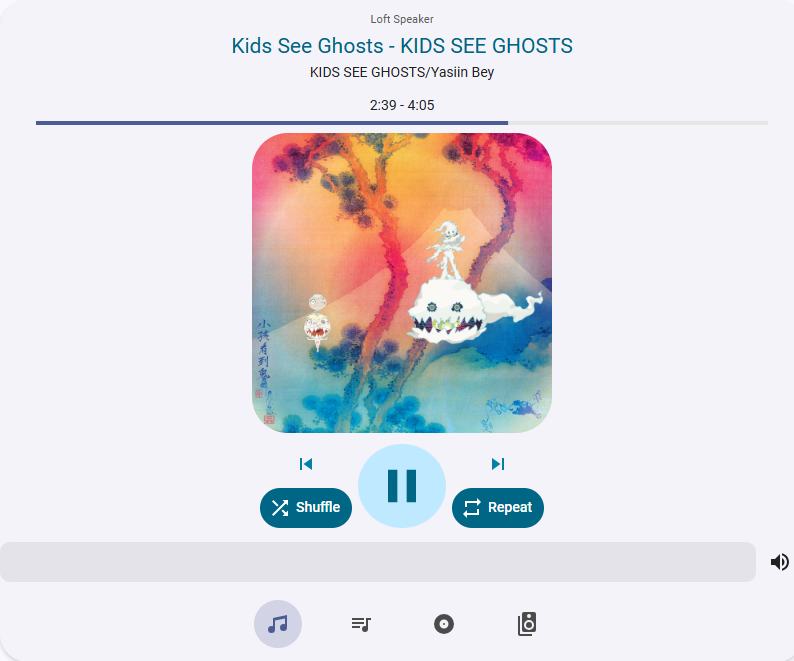 Loft Speaker
Kids See Ghosts - KIDS SEE GHOSTS
KIDS SEE GHOSTS/Yasiin Bey
2:39 - 4:05
小孩看到鬼
Shuffle
Repeat